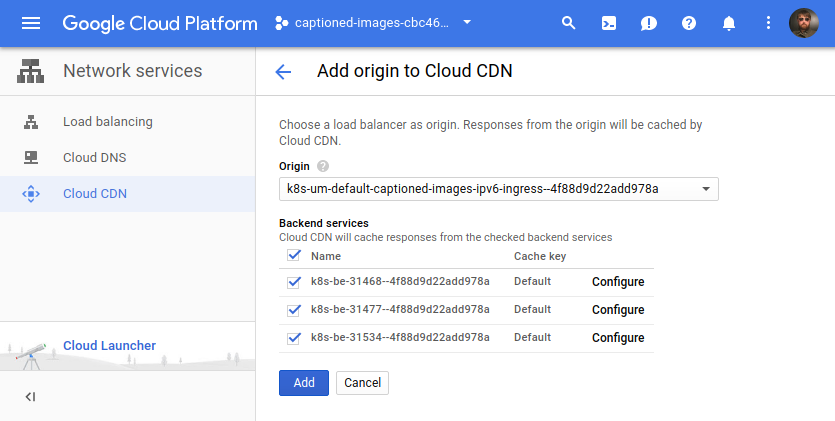 Google Cloud Platform
captioned-images-cbc46...
Network services
Add origin to Cloud CDN
Load balancing
Cloud DNS
Cloud CDN
Choose a load balancer as origin. Responses from the origin will be cached by
Cloud CDN.
Origin
k8s-um-default-captioned-images-ipv6-ingress--4f88d9d22add978a
Backend services
Cloud CDN will cache responses from the checked backend services
Name Cache key
k8s-be-31468--4f88d9d22add978a Default Configure
k8s-be-31477--4f88d9d22add978a Default Configure
k8s-be-31534--4f88d9d22add978a Default Configure
Cloud Launcher
Add Cancel